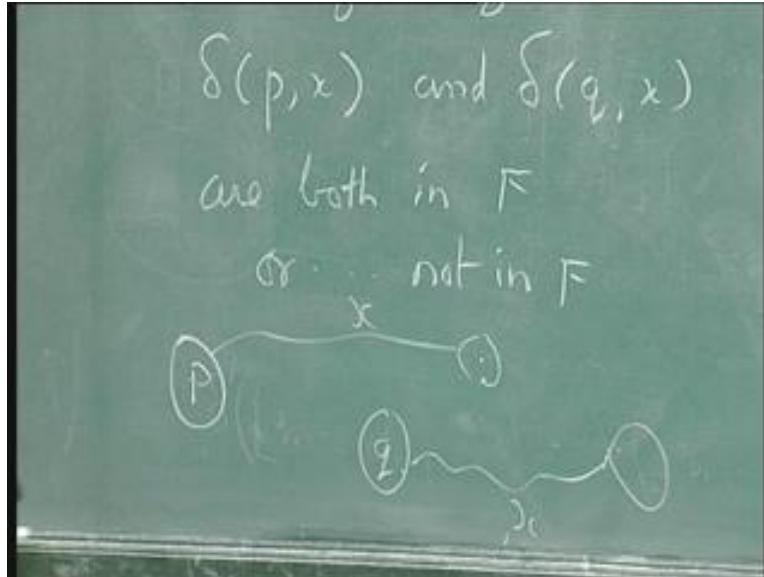 δ(p,x) and δ(q,x)
are both in F
or .... not in F
x
p
q
x